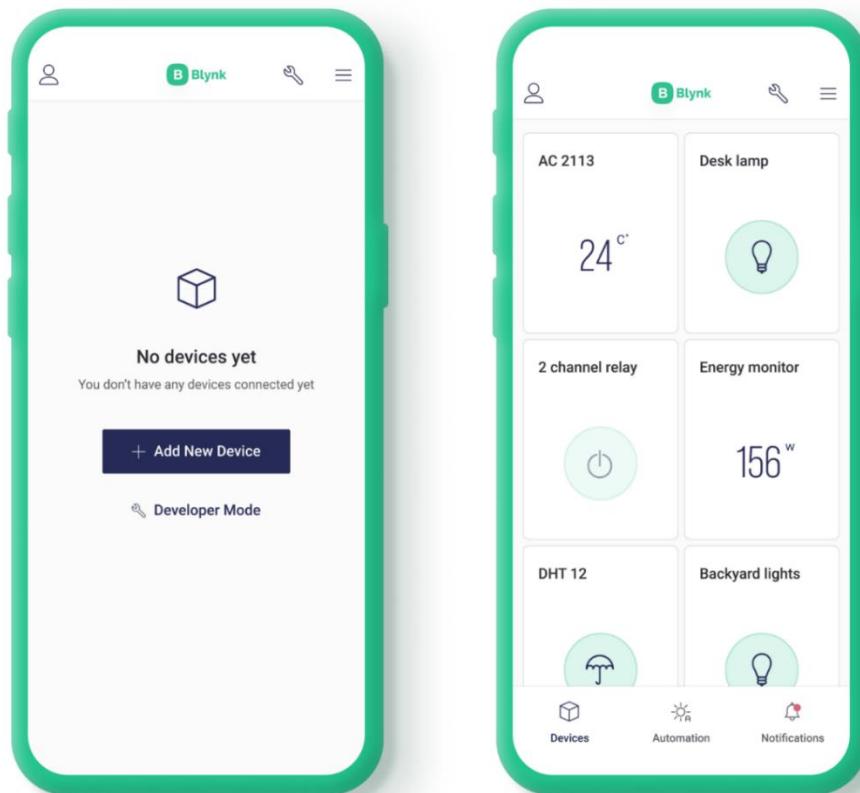 B Blynk
No devices yet
You don't have any devices connected yet
+ Add New Device
Developer Mode
B Blynk
AC 2113
Desk lamp
24 C°
2 channel relay
Energy monitor
156 W
DHT 12
Backyard lights
Devices
Automation
Notifications